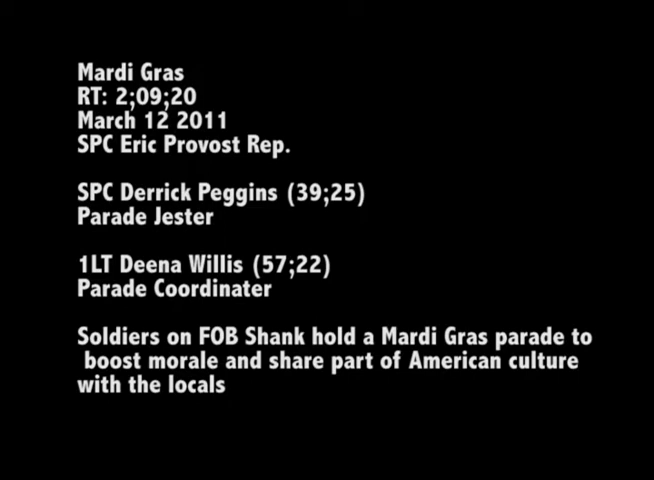 Mardi Gras
RT: 2;09;20
March 12 2011
SPC Eric Provost Rep.
SPC Derrick Peggins (39;25)
Parade Jester
1LT Deena Willis (57;22)
Parade Coordinater
Soldiers on FOB Shank hold a Mardi Gras parade to
boost morale and share part of American culture
with the locals